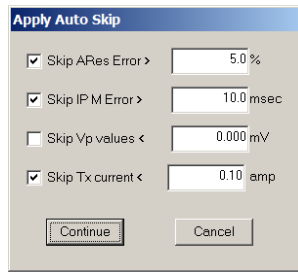 Apply Auto Skip
Skip ARes Error > 5.0 %
Skip IP M Error > 10.0 msec
Skip Vp values < 0.000 mV
Skip Tx current < 0.10 amp
Continue Cancel